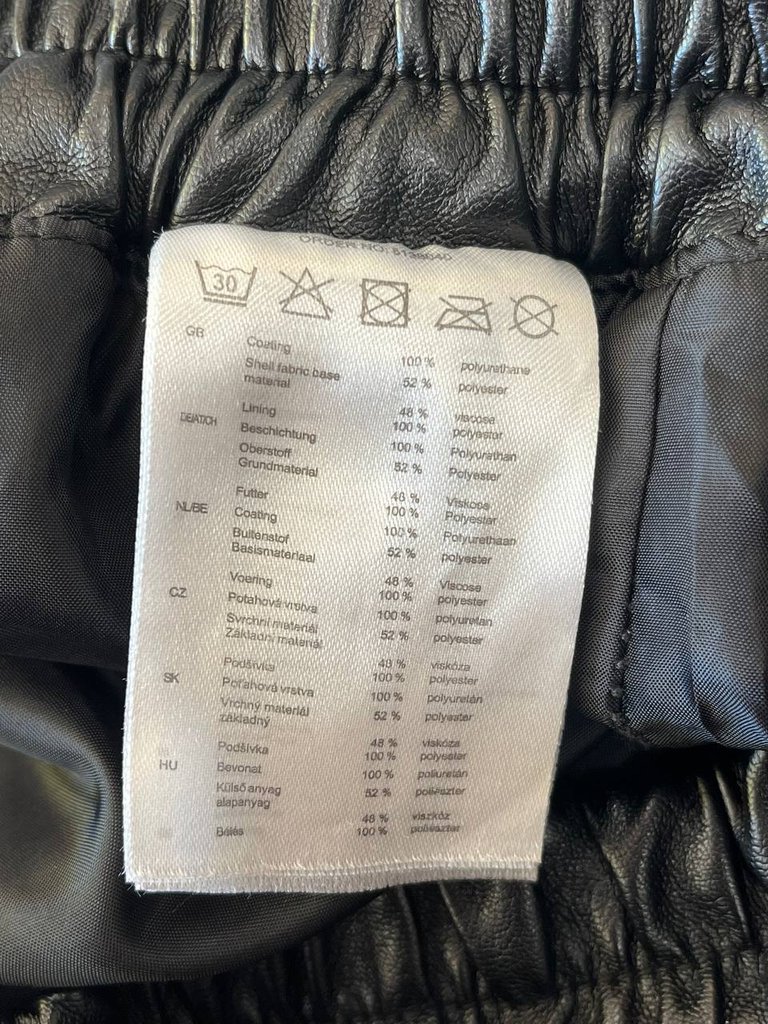 ORDER NO:
30
GB Coating 100 % polyurethane
Shell fabric base material 52 % polyester
48 % viscose
Lining 100 % polyester
DE/AT/CH Beschichtung 100 % Polyurethan
Oberstoff Grundmaterial 52 % Polyester
48 % Viskose
Futter 100 % Polyester
NL/BE Coating 100 % Polyurethaan
Buitenstof Basismateriaal 52 % polyester
48 % Viscose
Voering 100 % polyester
CZ Potahová vrstva 100 % polyuretan
Svrchní materiál Základní materiál 52 % polyester
48 % viskóza
Podšívka 100 % polyester
SK Poťahová vrstva 100 % polyuretán
Vrchný materiál základný 52 % polyester
48 % viskóza
Podšívka 100 % polyester
HU Bevonat 100 % poliuretán
Külső anyag alapanyag 52 % poliészter
48 % viszkóz
Bélés 100 % poliészter